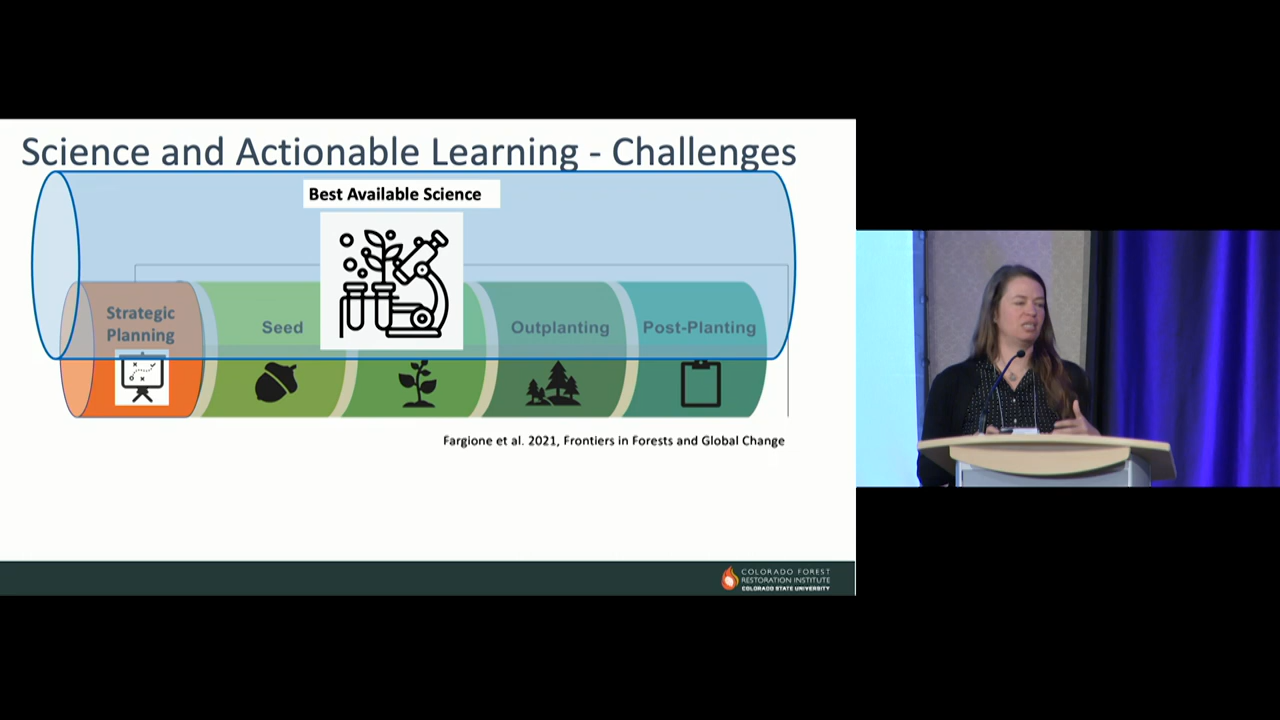 Science and Actionable Learning - Challenges
Best Available Science
Strategic
Planning
Seed
Outplanting
Post-Planting
Fargione et al. 2021, Frontiers in Forests and Global Change
COLORADO FOREST
RESTORATION INSTITUTE
COLORADO STATE UNIVERSITY